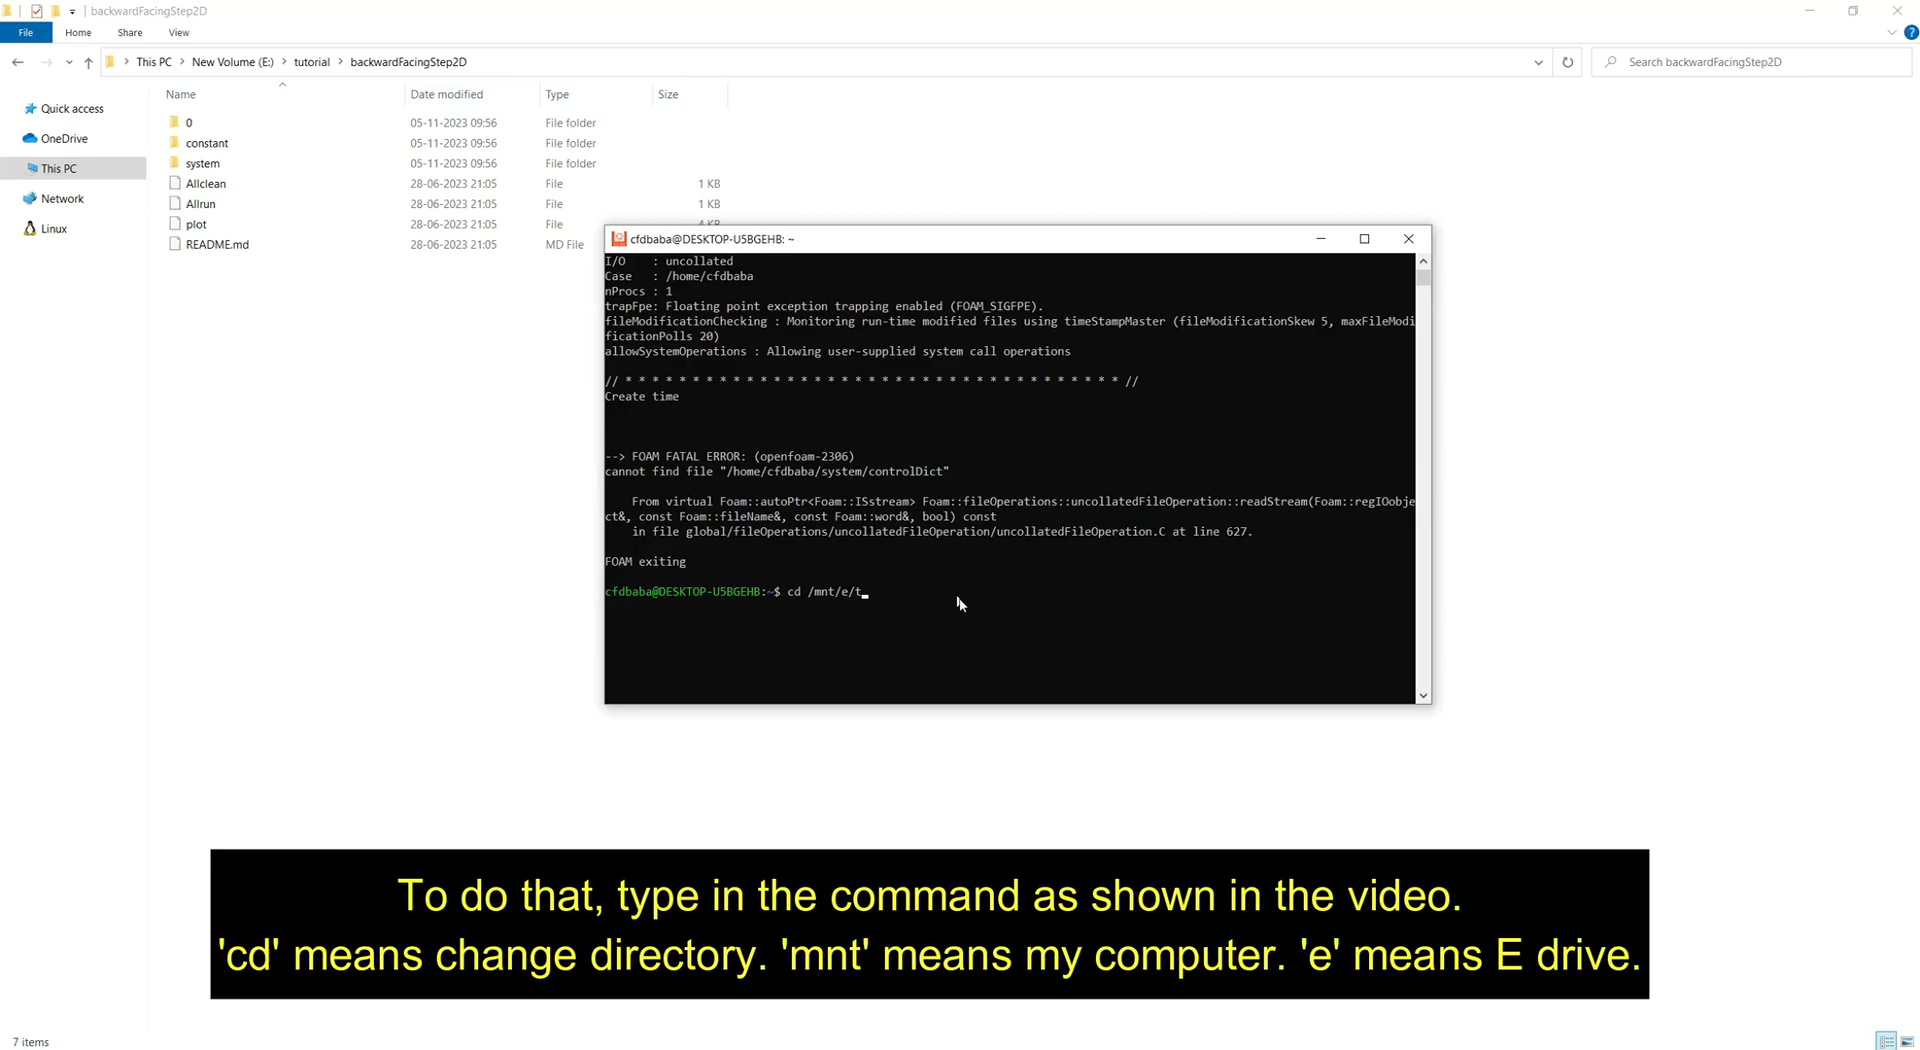 backwardFacingStep2D
File Home Share View
This PC New Volume (E:) tutorial backwardFacingStep2D
Search backwardFacingStep2D
Quick access
OneDrive
This PC
Network
Linux
Name Date modified Type Size
0 05-11-2023 09:56 File folder
constant 05-11-2023 09:56 File folder
system 05-11-2023 09:56 File folder
Allclean 28-06-2023 21:05 File 1 KB
Allrun 28-06-2023 21:05 File 1 KB
plot 28-06-2023 21:05 File 4 KB
README.md 28-06-2023 21:05 MD File
cfdbaba@DESKTOP-U5BGEHB: ~
I/O : uncollated
Case : /home/cfdbaba
nProcs : 1
trapFpe: Floating point exception trapping enabled (FOAM_SIGFPE).
fileModificationChecking : Monitoring run-time modified files using timeStampMaster (fileModificationSkew 5, maxFileModi
ficationPolls 20)
allowSystemOperations : Allowing user-supplied system call operations
// * * * * * * * * * * * * * * * * * * * * * * * * * * * * * * * * * * * * * //
Create time
--> FOAM FATAL ERROR: (openfoam-2306)
cannot find file "/home/cfdbaba/system/controlDict"
From virtual Foam::autoPtr<Foam::ISstream> Foam::fileOperations::uncollatedFileOperation::readStream(Foam::regIOobje
ct&, const Foam::fileName&, const Foam::word&, bool) const
in file global/fileOperations/uncollatedFileOperation/uncollatedFileOperation.C at line 627.
FOAM exiting
cfdbaba@DESKTOP-U5BGEHB:~$ cd /mnt/e/t_
To do that, type in the command as shown in the video.
'cd' means change directory. 'mnt' means my computer. 'e' means E drive.
7 items